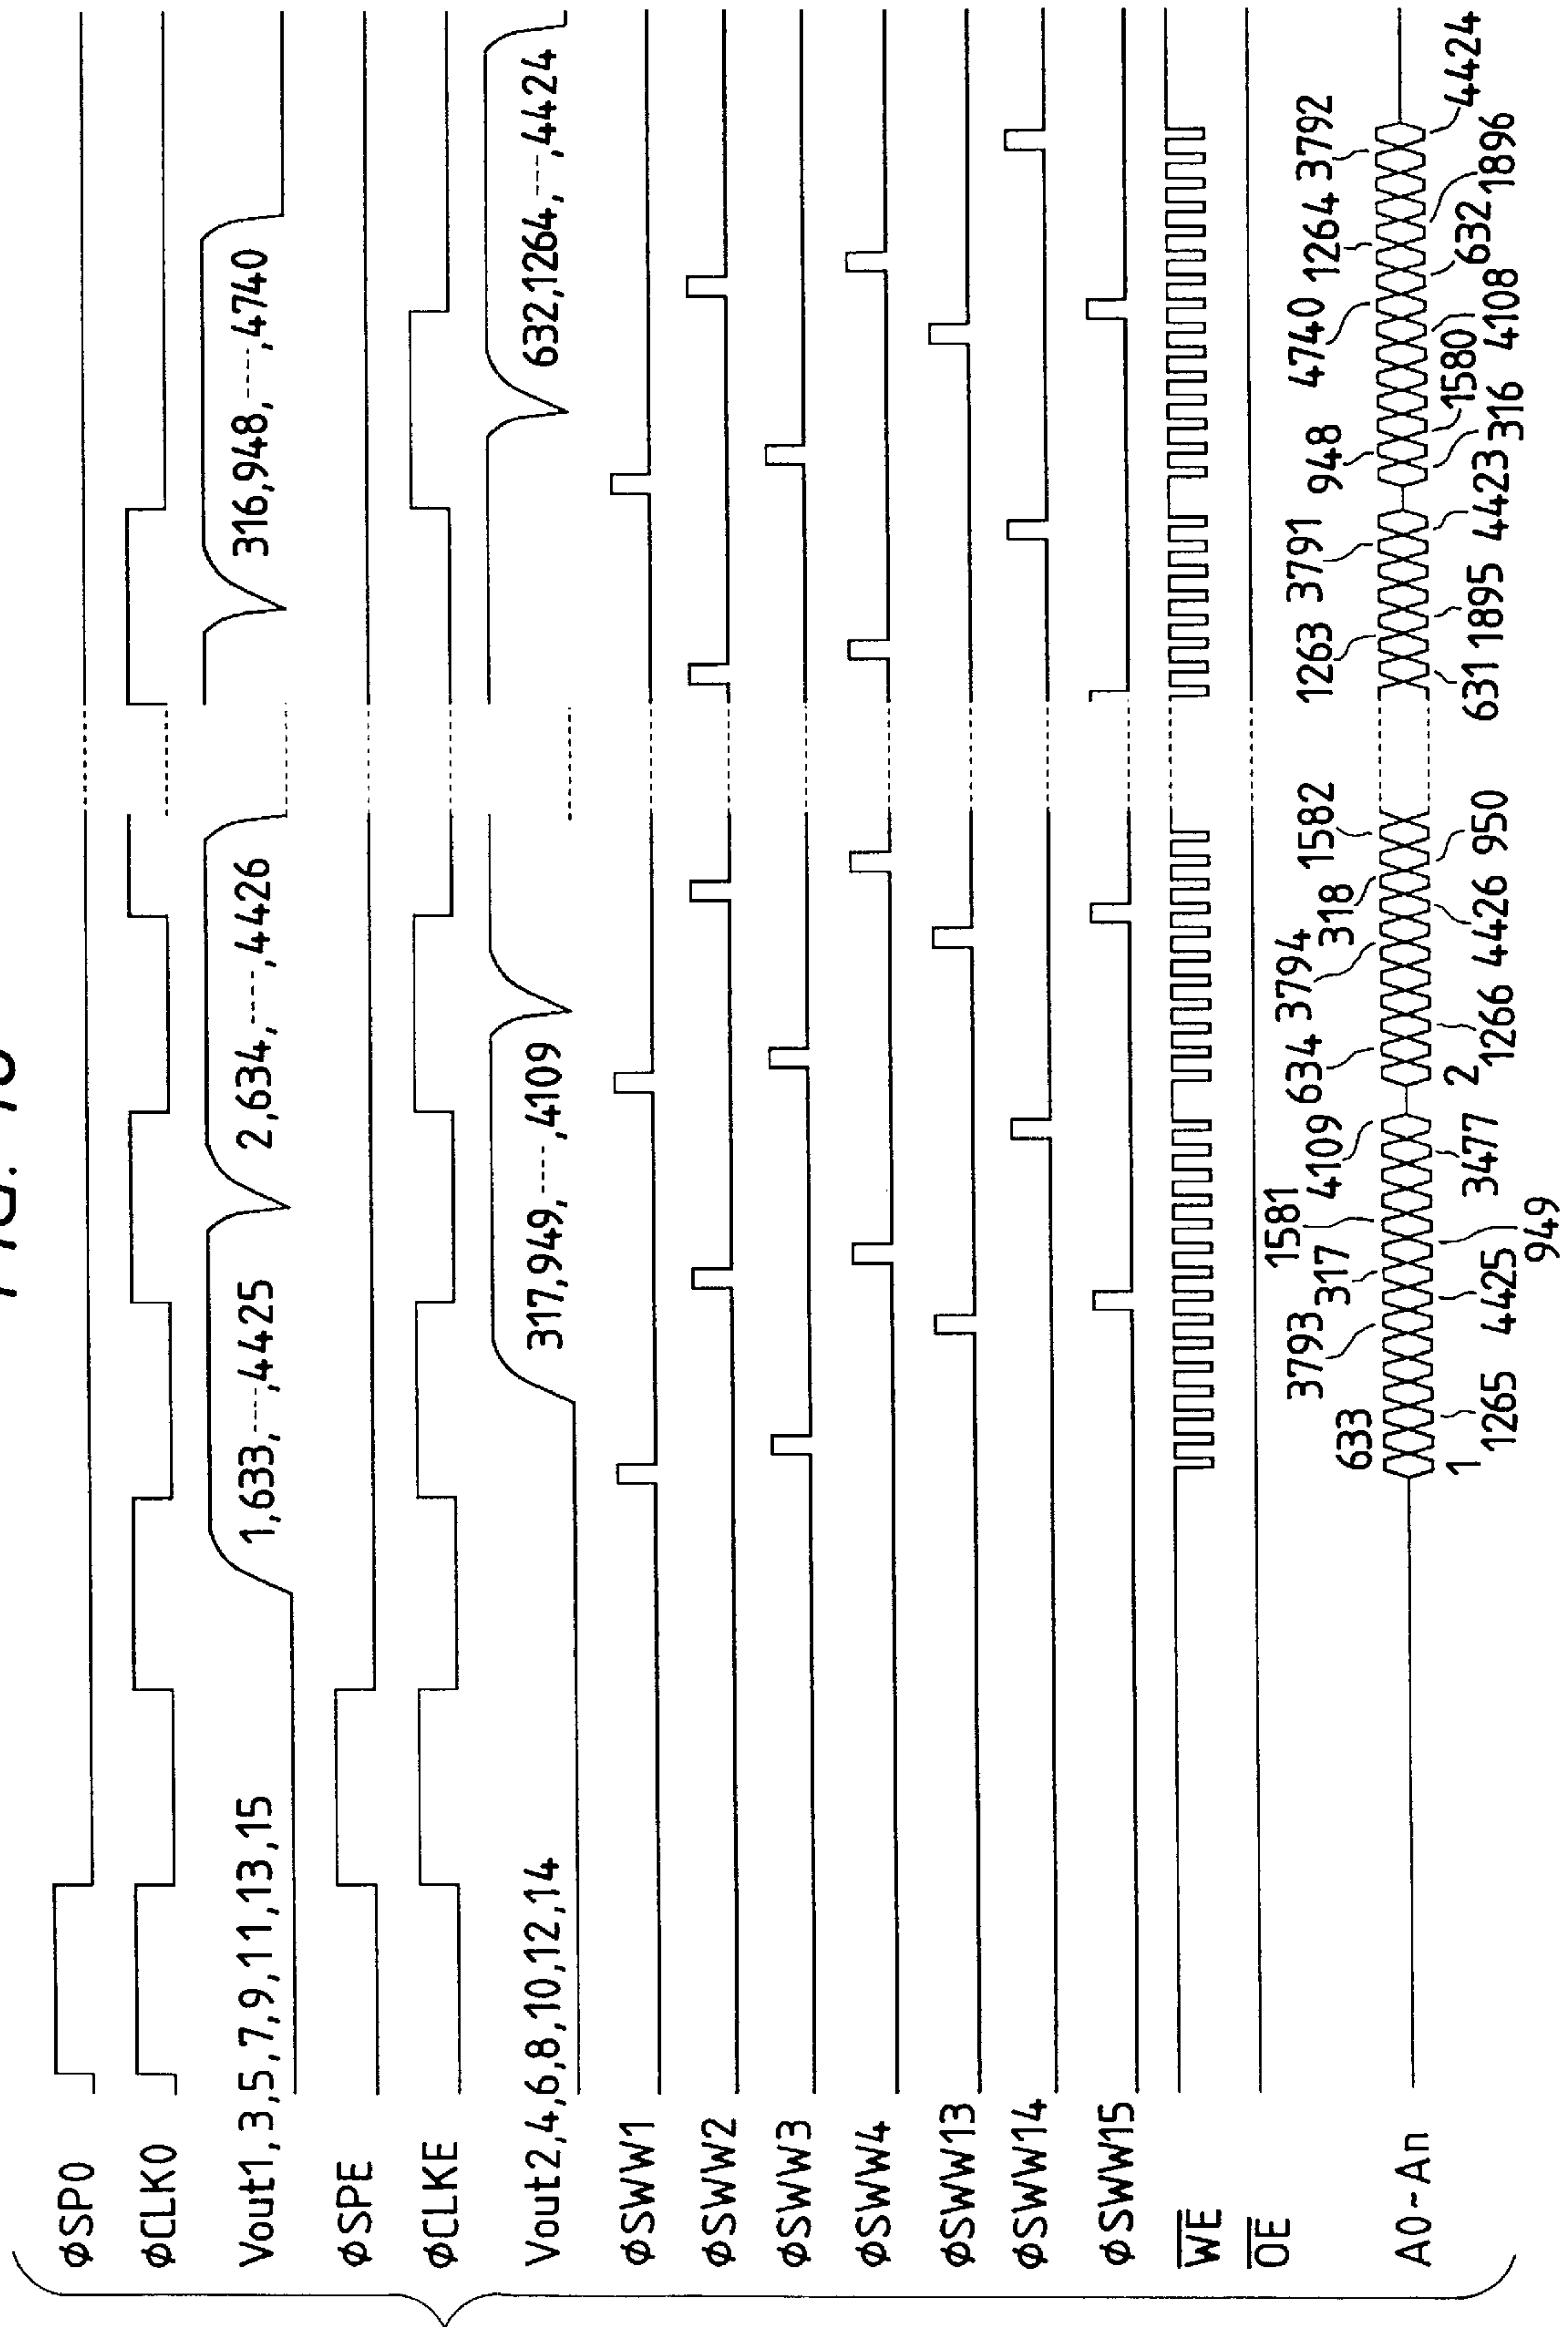 φSPO
φCLKO
Vout1,3,5,7,9,11,13,15
1,633,----,4425
2,634,----,4426
316,948,----,4740
φSPE
φCLKE
Vout2,4,6,8,10,12,14
317,949,----,4109
632,1264,---,4424
φSWW1
φSWW2
φSWW3
φSWW4
φSWW13
φSWW14
φSWW15
WE
OE
633 3793 317 1581 4109 634 3794 318 1582 1263 3791 948 4740 1264 3792
A0~An
1 1265 4425 949 3477 2 1266 4426 950 631 1895 4423 316 1580 4108 632 1896 4424